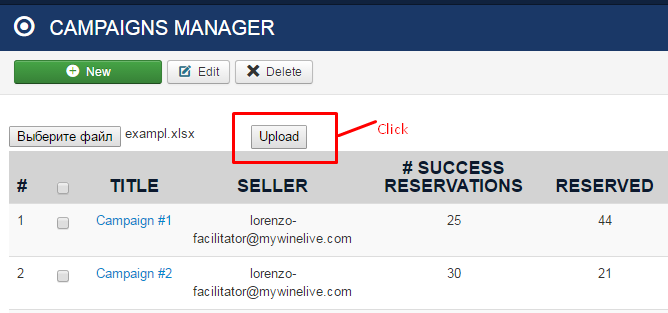 CAMPAIGNS MANAGER
New Edit Delete
Выберите файл exampl.xlsx Upload Click
# TITLE SELLER # SUCCESS RESERVATIONS RESERVED
1 Campaign #1 lorenzo-facilitator@mywinelive.com 25 44
2 Campaign #2 lorenzo-facilitator@mywinelive.com 30 21